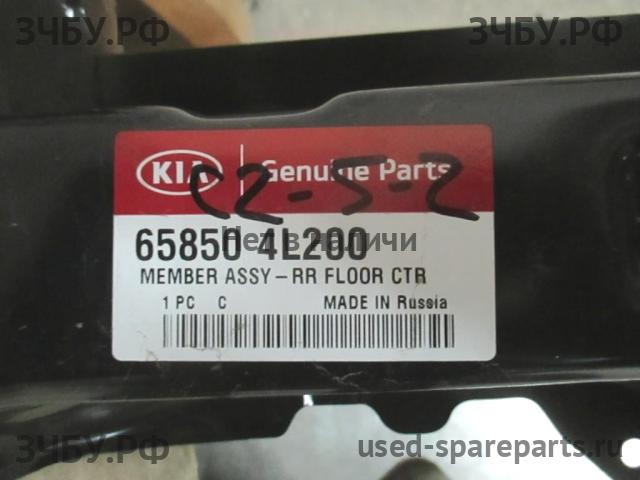 ЗЧБУ.РФ
ЗЧБУ.РФ
KIA Genuine Parts
C2-5-2
65850 4L200
Нет в наличии
MEMBER ASSY-RR FLOOR CTR
1 PC C MADE IN Russia
ЗЧБУ.РФ
used-spareparts.ru